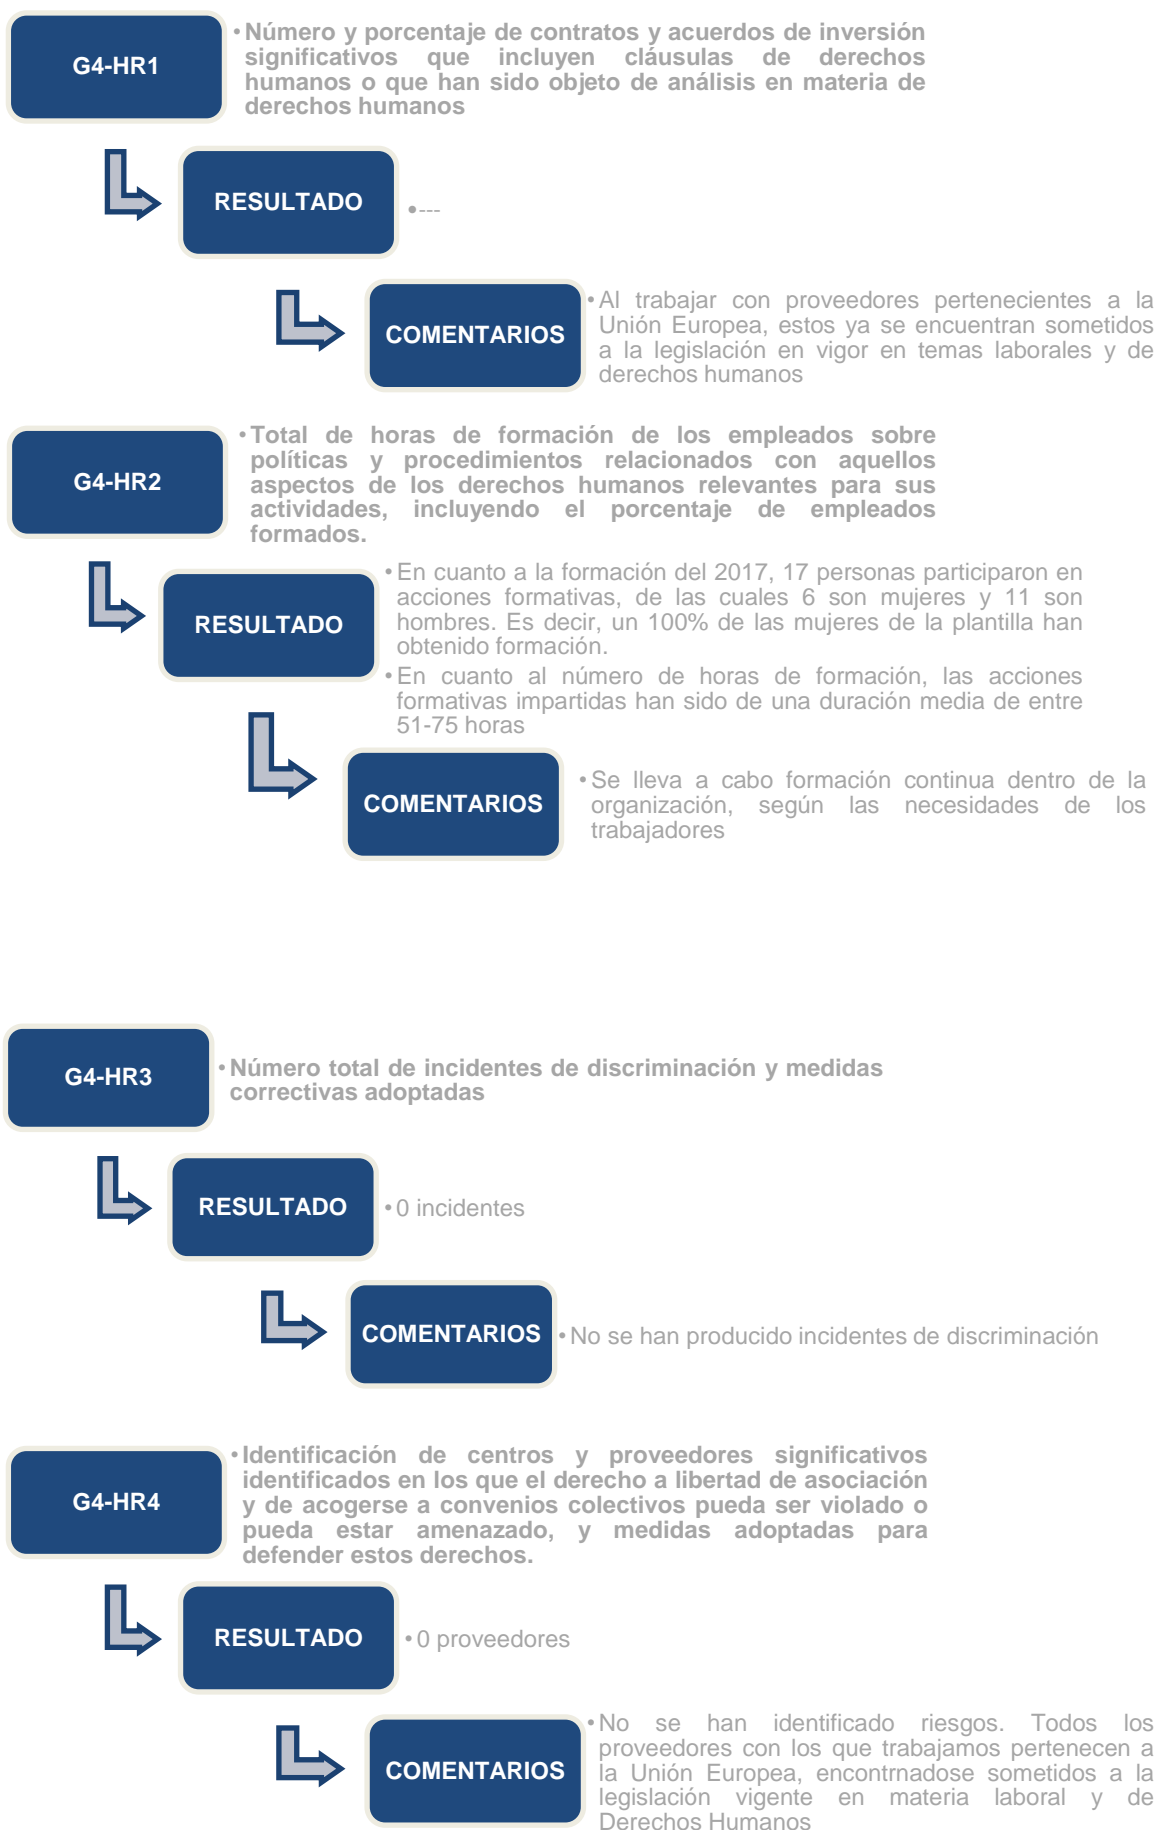 G4-HR1
•Número y porcentaje de contratos y acuerdos de inversión
significativos que incluyen cláusulas de derechos
humanos o que han sido objeto de análisis en materia de
derechos humanos
RESULTADO
•---
COMENTARIOS
•Al trabajar con proveedores pertenecientes a la
Unión Europea, estos ya se encuentran sometidos
a la legislación en vigor en temas laborales y de
derechos humanos
G4-HR2
•Total de horas de formación de los empleados sobre
políticas y procedimientos relacionados con aquellos
aspectos de los derechos humanos relevantes para sus
actividades, incluyendo el porcentaje de empleados
formados.
RESULTADO
•En cuanto a la formación del 2017, 17 personas participaron en
acciones formativas, de las cuales 6 son mujeres y 11 son
hombres. Es decir, un 100% de las mujeres de la plantilla han
obtenido formación.
•En cuanto al número de horas de formación, las acciones
formativas impartidas han sido de una duración media de entre
51-75 horas
COMENTARIOS
•Se lleva a cabo formación continua dentro de la
organización, según las necesidades de los
trabajadores
G4-HR3
•Número total de incidentes de discriminación y medidas
correctivas adoptadas
RESULTADO
•0 incidentes
COMENTARIOS
•No se han producido incidentes de discriminación
G4-HR4
•Identificación de centros y proveedores significativos
identificados en los que el derecho a libertad de asociación
y de acogerse a convenios colectivos pueda ser violado o
pueda estar amenazado, y medidas adoptadas para
defender estos derechos.
RESULTADO
•0 proveedores
COMENTARIOS
•No se han identificado riesgos. Todos los
proveedores con los que trabajamos pertenecen a
la Unión Europea, encontrnadose sometidos a la
legislación vigente en materia laboral y de
Derechos Humanos